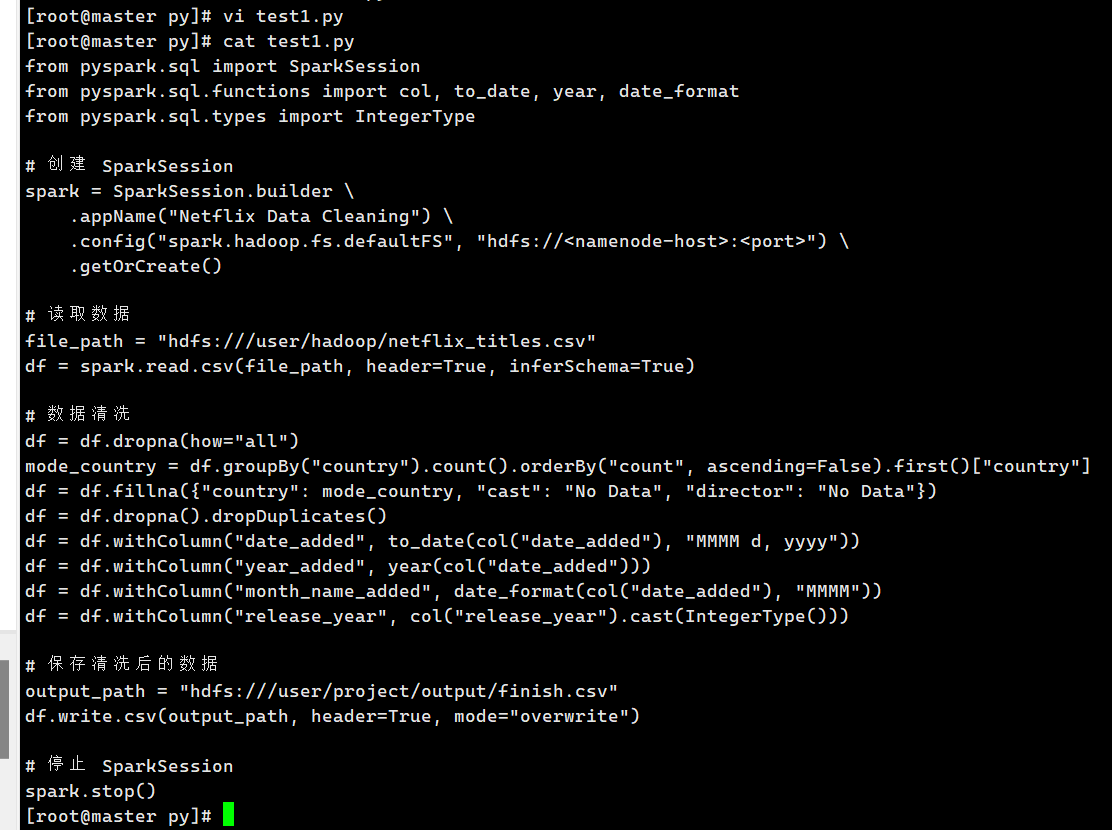 [root@master py]# vi test1.py
[root@master py]# cat test1.py
from pyspark.sql import SparkSession
from pyspark.sql.functions import col, to_date, year, date_format
from pyspark.sql.types import IntegerType

# 创建 SparkSession
spark = SparkSession.builder \
    .appName("Netflix Data Cleaning") \
    .config("spark.hadoop.fs.defaultFS", "hdfs://<namenode-host>:<port>") \
    .getOrCreate()

# 读取数据
file_path = "hdfs:///user/hadoop/netflix_titles.csv"
df = spark.read.csv(file_path, header=True, inferSchema=True)

# 数据清洗
df = df.dropna(how="all")
mode_country = df.groupBy("country").count().orderBy("count", ascending=False).first()["country"]
df = df.fillna({"country": mode_country, "cast": "No Data", "director": "No Data"})
df = df.dropna().dropDuplicates()
df = df.withColumn("date_added", to_date(col("date_added"), "MMMM d, yyyy"))
df = df.withColumn("year_added", year(col("date_added")))
df = df.withColumn("month_name_added", date_format(col("date_added"), "MMMM"))
df = df.withColumn("release_year", col("release_year").cast(IntegerType()))

# 保存清洗后的数据
output_path = "hdfs:///user/project/output/finish.csv"
df.write.csv(output_path, header=True, mode="overwrite")

# 停止 SparkSession
spark.stop()
[root@master py]#